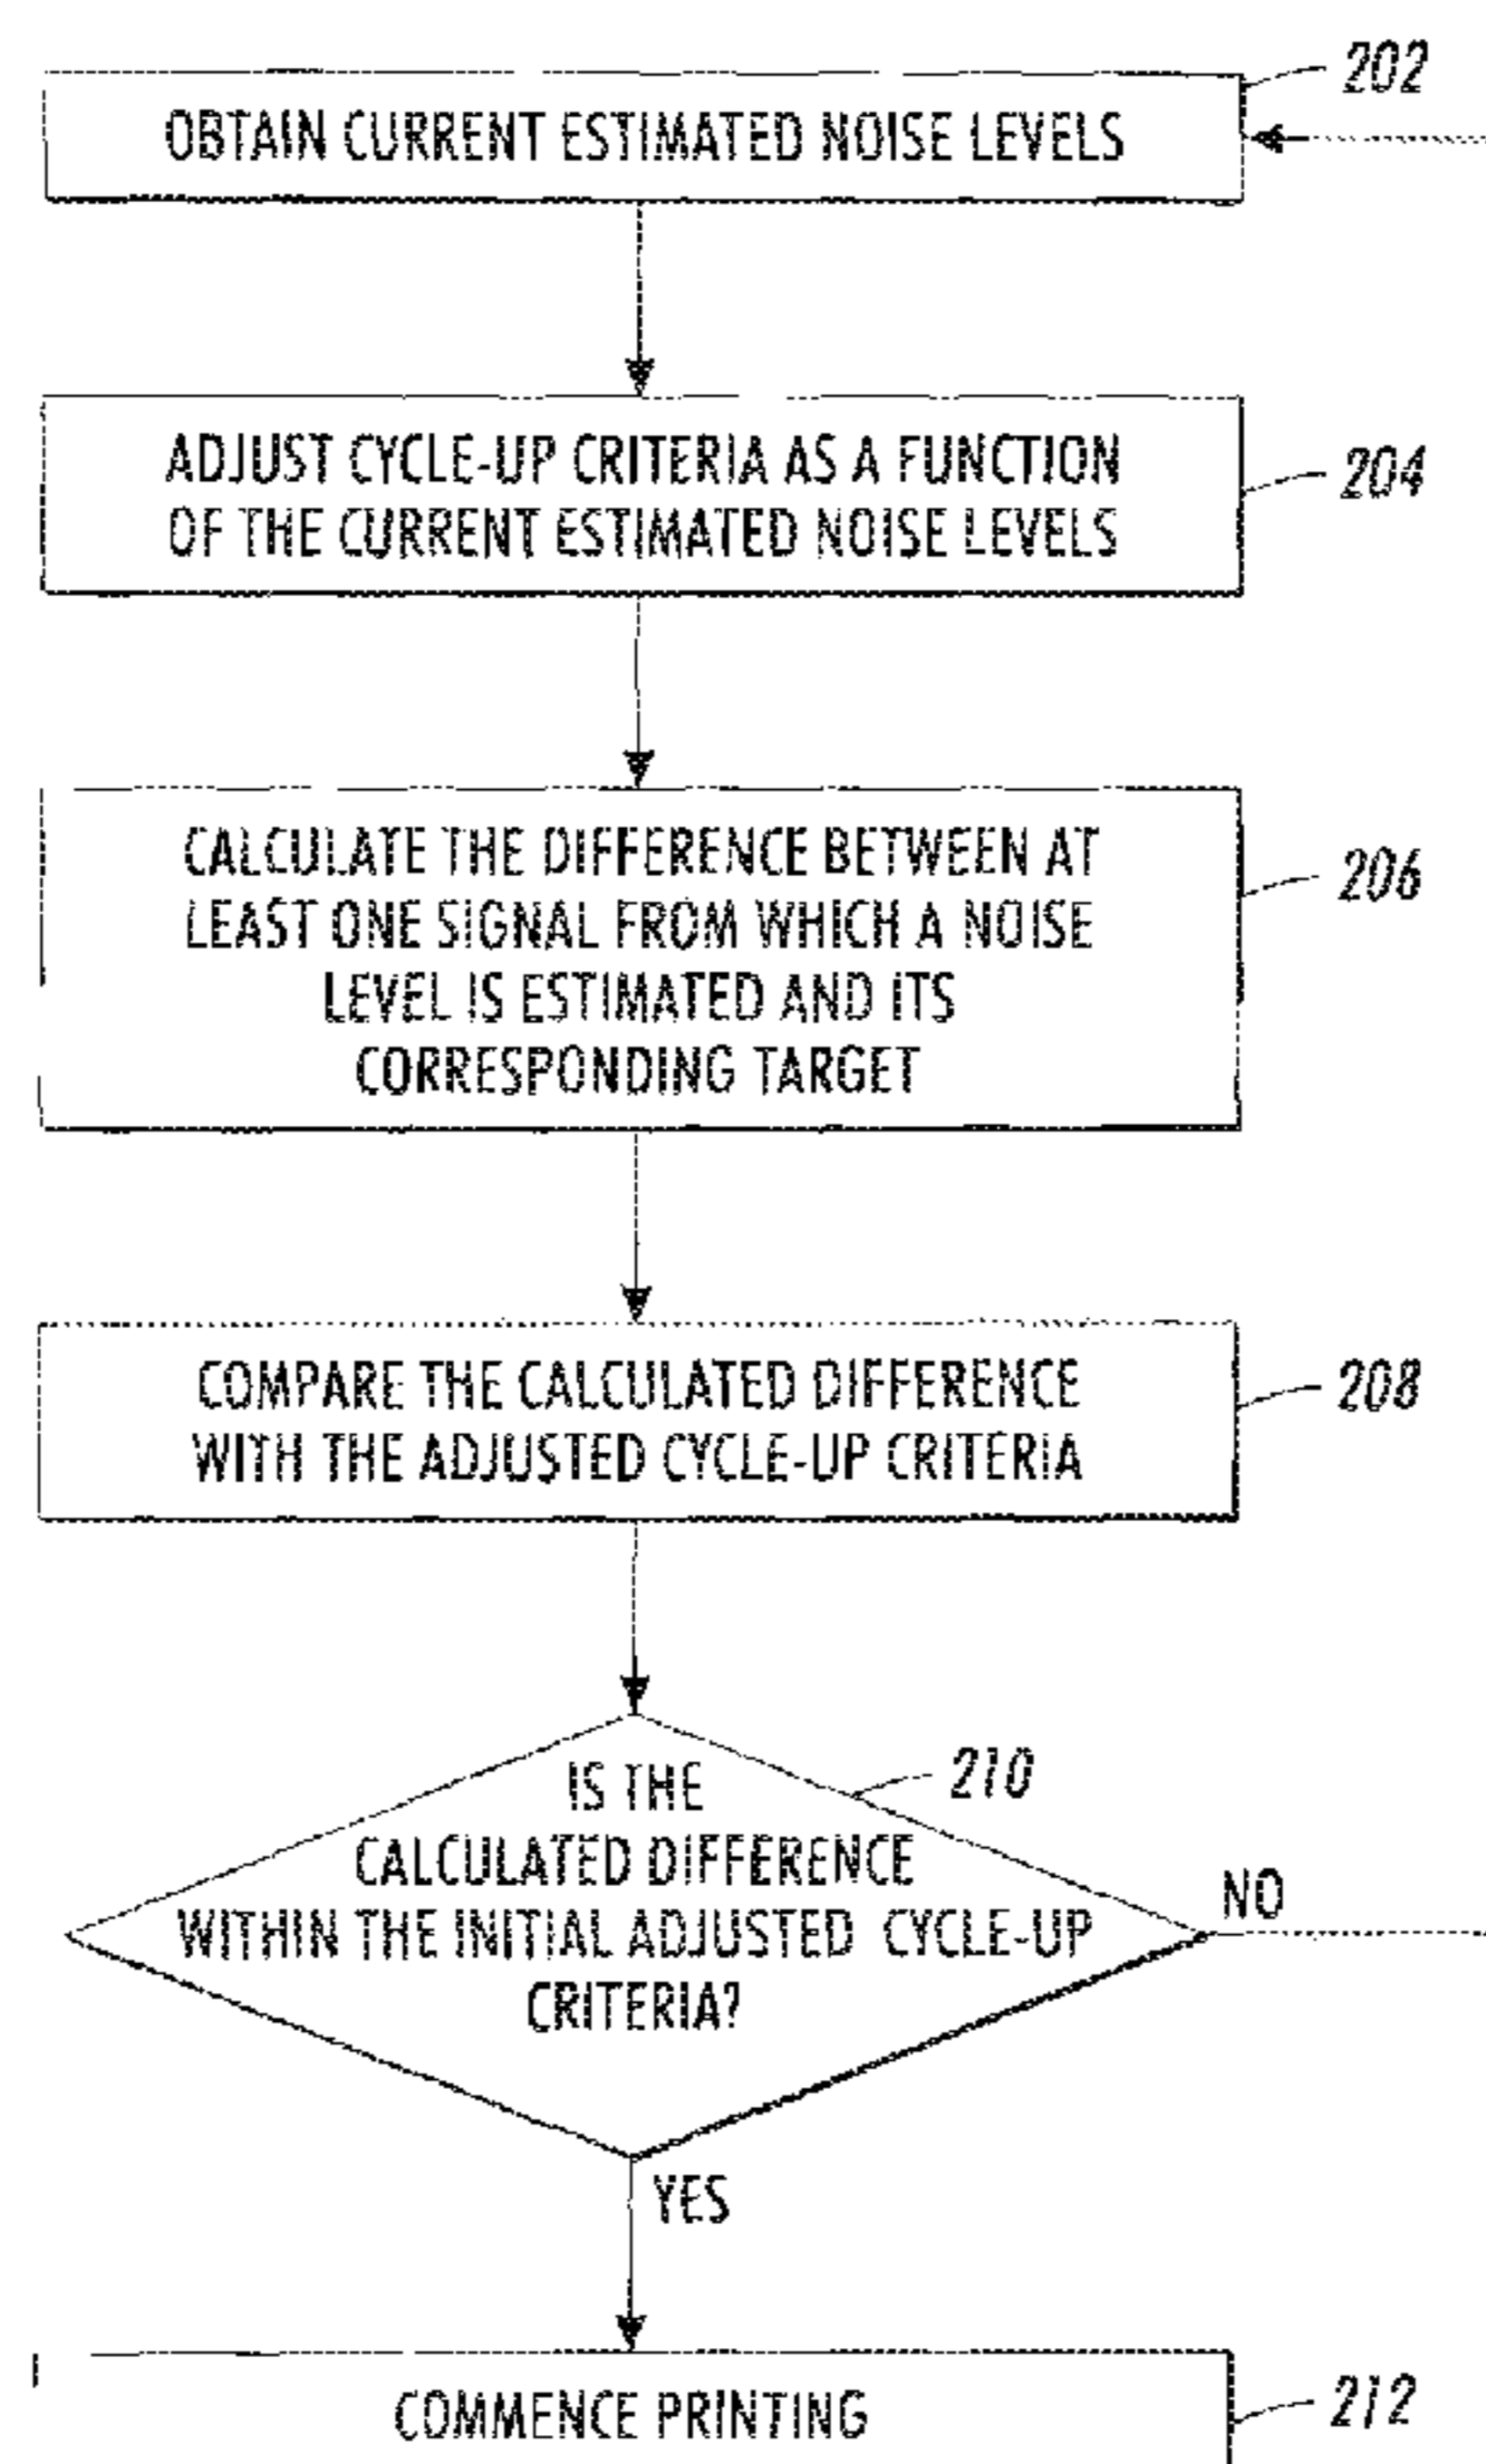 202
OBTAIN CURRENT ESTIMATED NOISE LEVELS
ADJUST CYCLE-UP CRITERIA AS A FUNCTION
OF THE CURRENT ESTIMATED NOISE LEVELS
204
CALCULATE THE DIFFERENCE BETWEEN AT
LEAST ONE SIGNAL FROM WHICH A NOISE
LEVEL IS ESTIMATED AND ITS
CORRESPONDING TARGET
206
COMPARE THE CALCULATED DIFFERENCE
WITH THE ADJUSTED CYCLE-UP CRITERIA
208
IS THE
CALCULATED DIFFERENCE
WITHIN THE INITIAL ADJUSTED CYCLE-UP
CRITERIA?
210
NO
YES
COMMENCE PRINTING
212